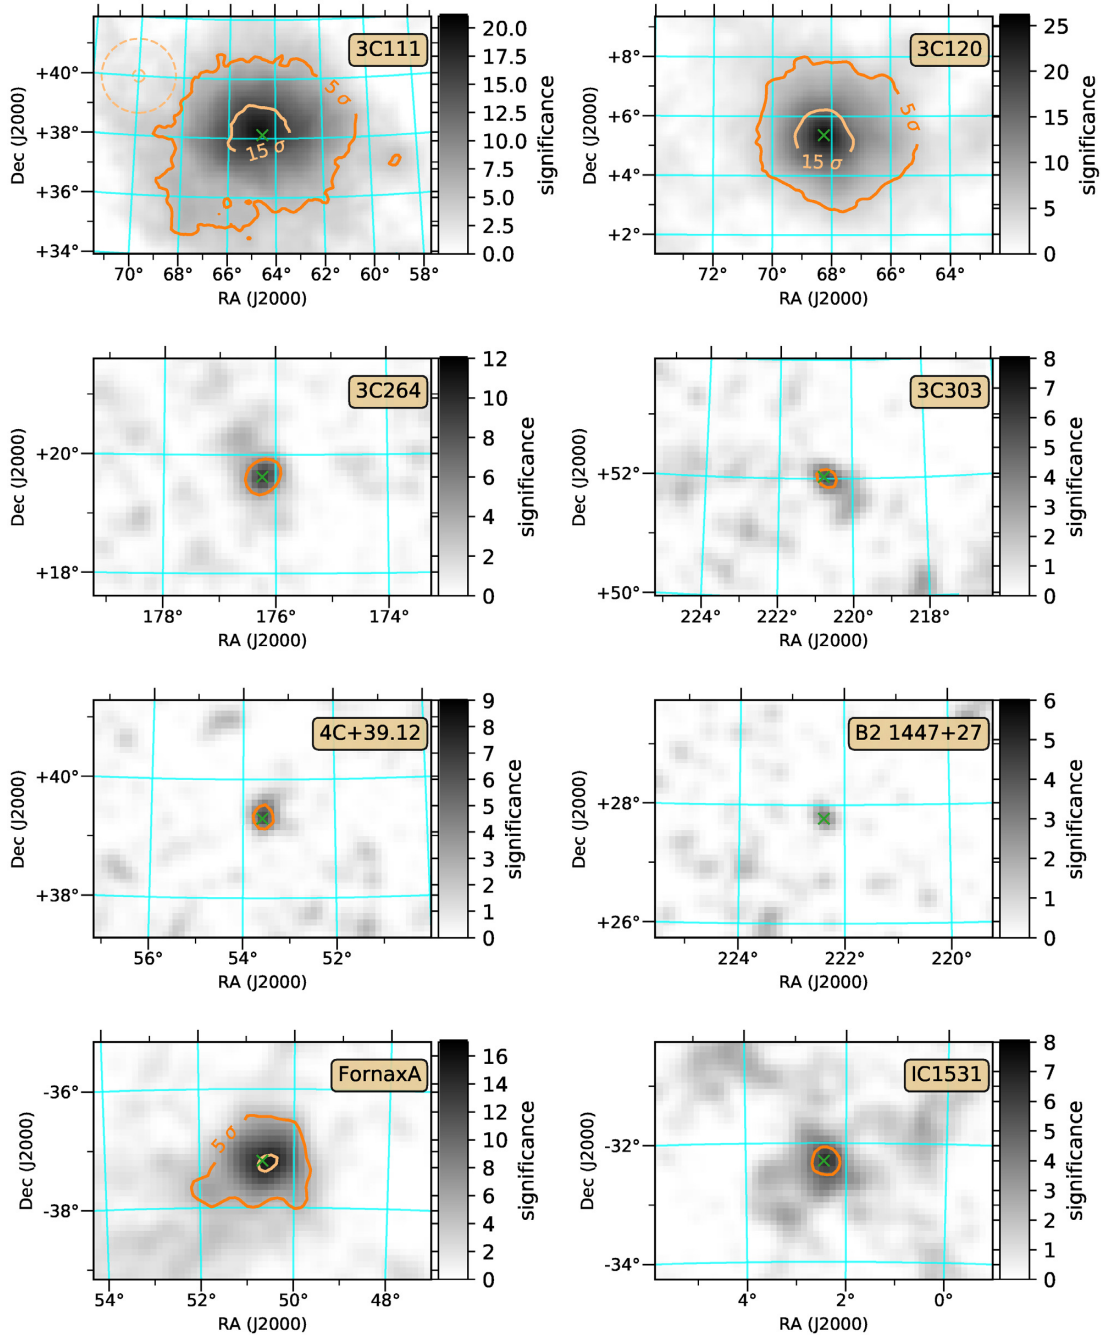 3C111
5 σ
15 σ
+40°
+38°
+36°
+34°
Dec (J2000)
70° 68° 66° 64° 62° 60° 58°
RA (J2000)
20.0
17.5
15.0
12.5
10.0
7.5
5.0
2.5
0.0
significance
3C120
5 σ
15 σ
+8°
+6°
+4°
+2°
Dec (J2000)
72° 70° 68° 66° 64°
RA (J2000)
25
20
15
10
5
0
significance
3C264
+20°
+18°
Dec (J2000)
178° 176° 174°
RA (J2000)
12
10
8
6
4
2
0
significance
3C303
+52°
+50°
Dec (J2000)
224° 222° 220° 218°
RA (J2000)
8
7
6
5
4
3
2
1
0
significance
4C+39.12
+40°
+38°
Dec (J2000)
56° 54° 52°
RA (J2000)
9
8
7
6
5
4
3
2
1
0
significance
B2 1447+27
+28°
+26°
Dec (J2000)
224° 222° 220°
RA (J2000)
6
5
4
3
2
1
0
significance
FornaxA
5 σ
-36°
-38°
Dec (J2000)
54° 52° 50° 48°
RA (J2000)
16
14
12
10
8
6
4
2
0
significance
IC1531
-32°
-34°
Dec (J2000)
4° 2° 0°
RA (J2000)
8
7
6
5
4
3
2
1
0
significance